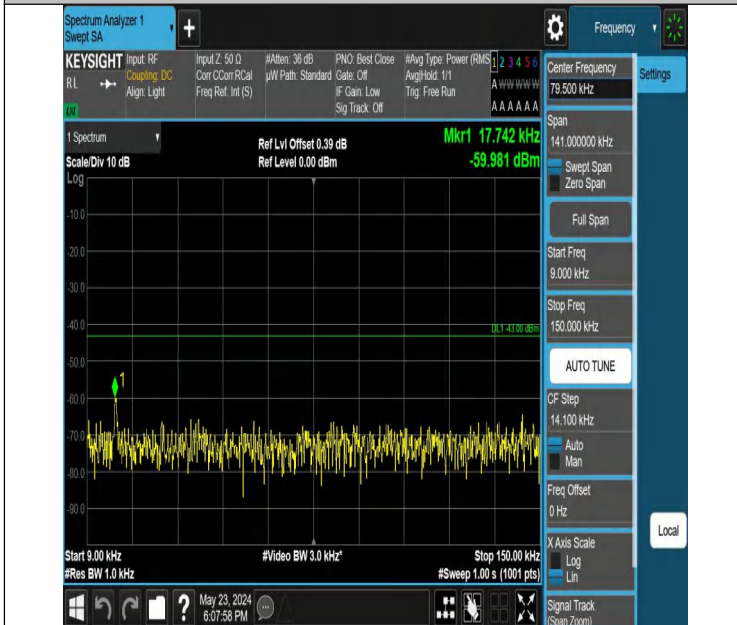 Spectrum Analyzer 1
Swept SA
+
Frequency
KEYSIGHT
RL
Input: RF
Coupling: DC
Align: Light
Input Z: 50 Ω
Corr CCorr RCal
Freq Ref: Int (S)
#Atten: 36 dB
µW Path: Standard
PNO: Best Close
Gate: Off
IF Gain: Low
Sig Track: Off
#Avg Type: Power (RMS
Avg|Hold: 1/1
Trig: Free Run
1 2 3 4 5 6
A W W W W W
A A A A A A
1 Spectrum
Scale/Div 10 dB
Log
Ref Lvl Offset 0.39 dB
Ref Level 0.00 dBm
Mkr1 17.742 kHz
-59.981 dBm
-10.0
-20.0
-30.0
-40.0
DL1 -43.00 dBm
-50.0
1
-60.0
-70.0
-80.0
-90.0
Start 9.00 kHz
#Res BW 1.0 kHz
#Video BW 3.0 kHz*
Stop 150.00 kHz
#Sweep 1.00 s (1001 pts)
?
May 23, 2024
6:07:58 PM
Center Frequency
79.500 kHz
Settings
Span
141.000000 kHz
Swept Span
Zero Span
Full Span
Start Freq
9.000 kHz
Stop Freq
150.000 kHz
AUTO TUNE
CF Step
14.100 kHz
Auto
Man
Freq Offset
0 Hz
X Axis Scale
Log
Lin
Local
Signal Track
(Span Zoom)